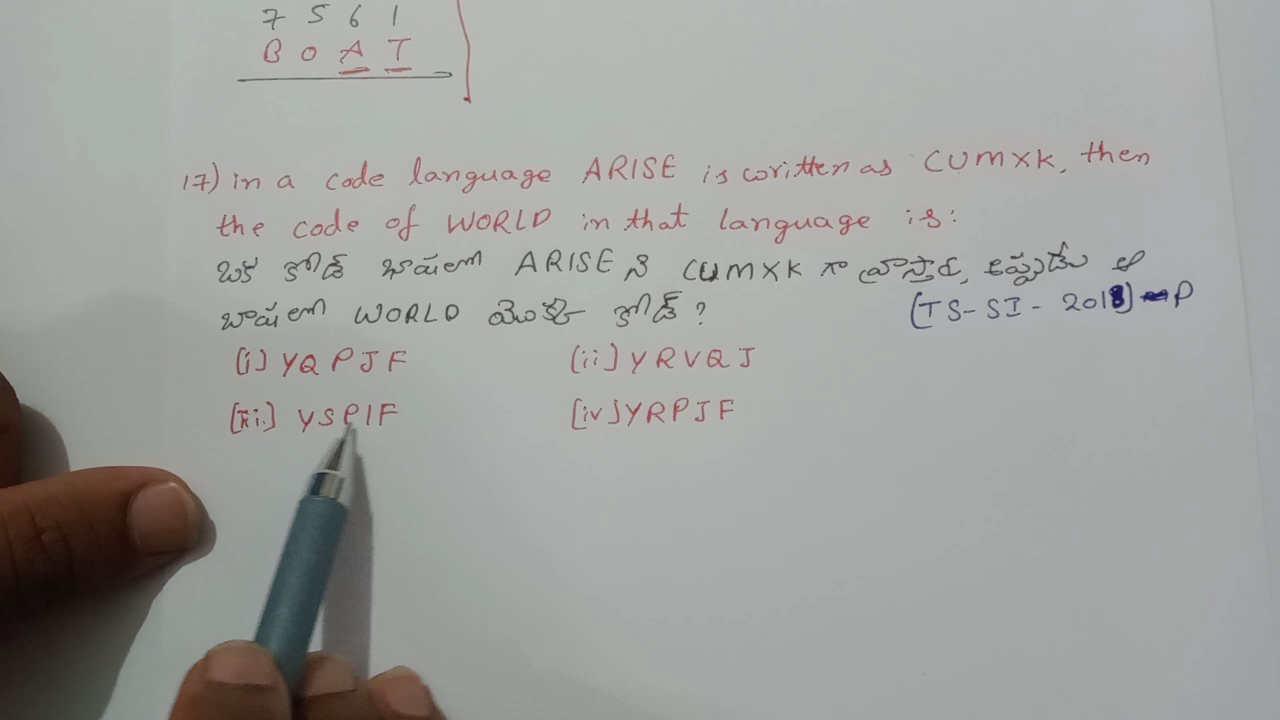 7 5 6 1
B O A T
17) in a code language ARISE is written as CUMXK, then
the code of WORLD in that language is:
ఒక కోడ్ భాషలో ARISE ని CUMXK గా వ్రాస్తే, అప్పుడు ఆ
భాషలో WORLD యొక్క కోడ్ ?
(TS-SI-2018)-P
(i) YQPJF (ii) YRVQJ
(iii) YSPIF (iv) YRPJF